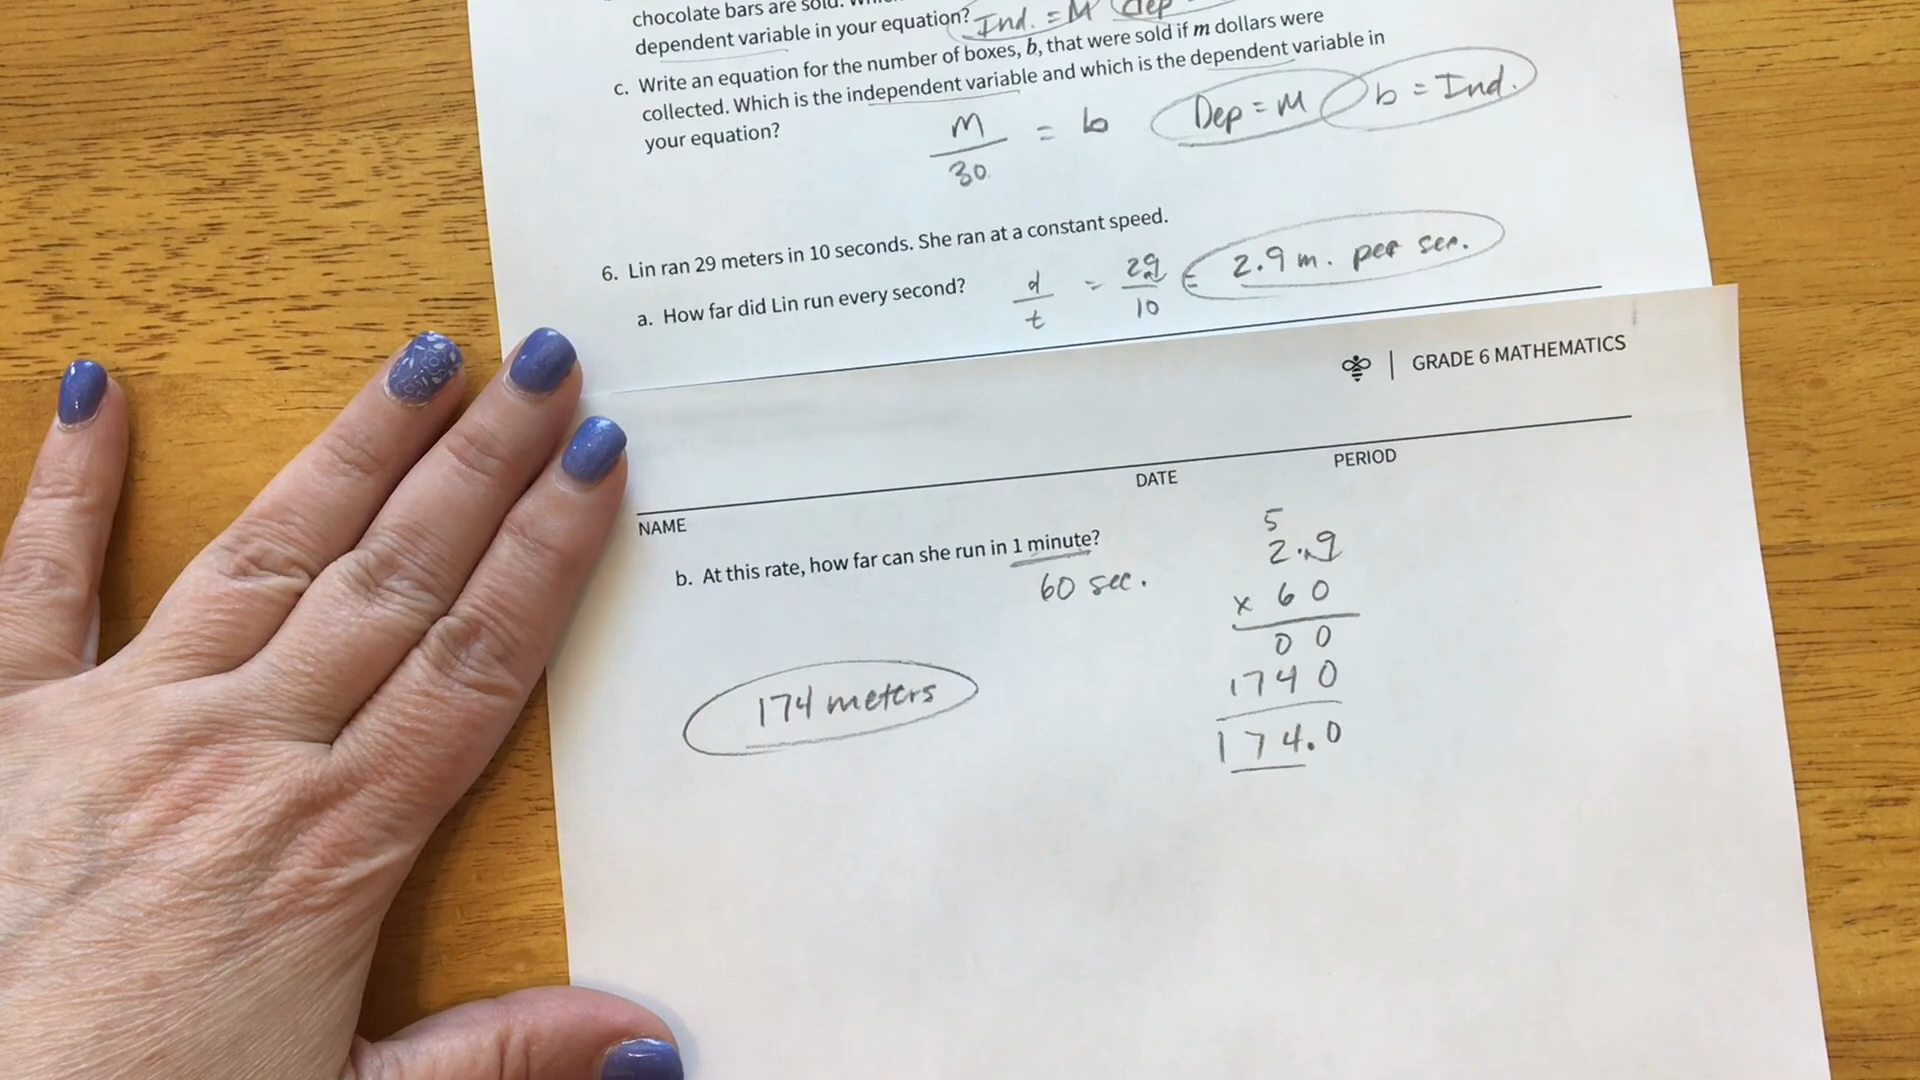 chocolate bars are sold.
dependent variable in your equation? Ind. = M dep
c. Write an equation for the number of boxes, b, that were sold if m dollars were
collected. Which is the independent variable and which is the dependent variable in
your equation?
M/30 = b Dep = M b = Ind.
6. Lin ran 29 meters in 10 seconds. She ran at a constant speed.
a. How far did Lin run every second? d/t = 29/10 = 2.9 m. per sec.
GRADE 6 MATHEMATICS
NAME DATE PERIOD
b. At this rate, how far can she run in 1 minute?
60 sec.
5
2.9
x 60
00
1740
174.0
174 meters